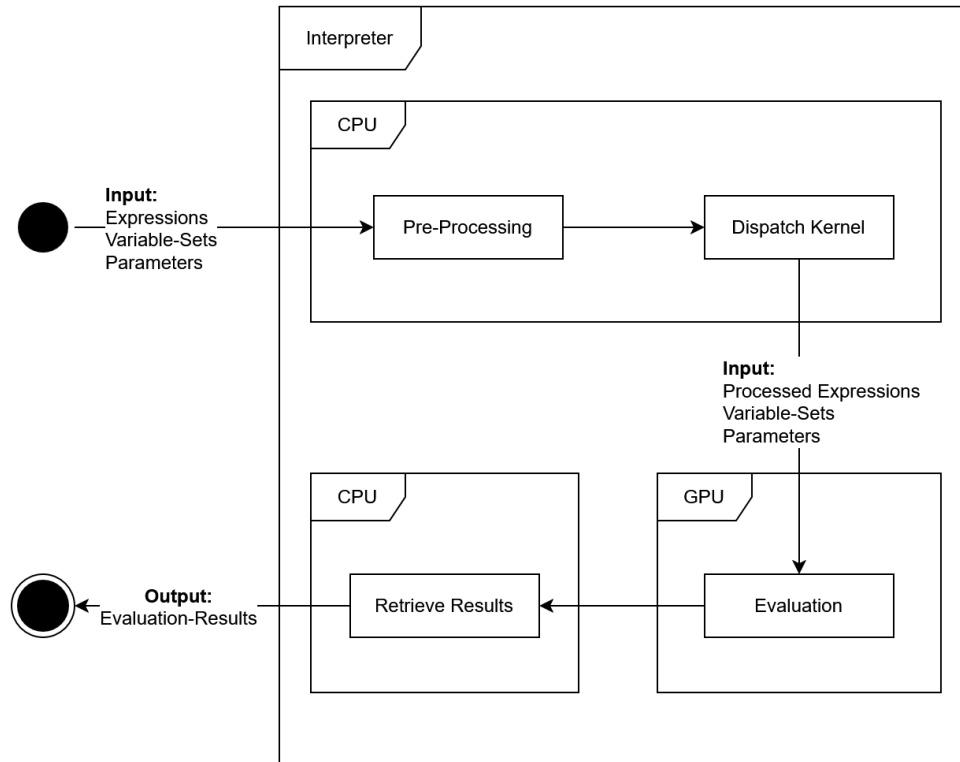 Interpreter
CPU
Input:
Expressions
Variable-Sets
Parameters
Pre-Processing
Dispatch Kernel
Input:
Processed Expressions
Variable-Sets
Parameters
CPU
GPU
Output:
Evaluation-Results
Retrieve Results
Evaluation